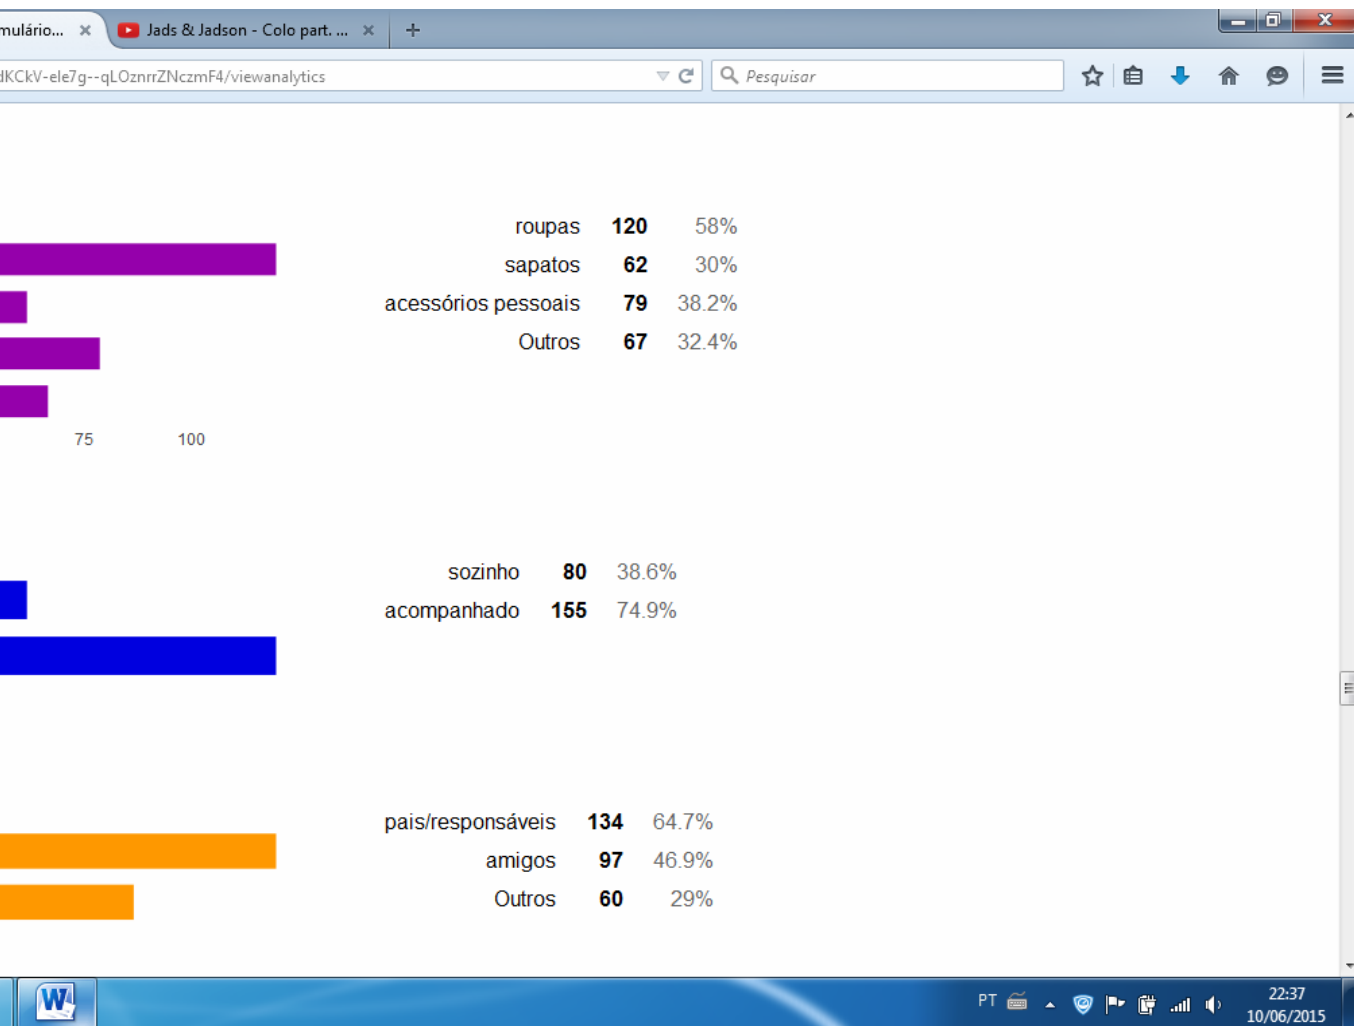 mulário...
Jads & Jadson - Colo part. ...
dKCkV-ele7g--qLOznrrZNczmF4/viewanalytics
Pesquisar
roupas 120 58%
sapatos 62 30%
acessórios pessoais 79 38.2%
Outros 67 32.4%
75 100
sozinho 80 38.6%
acompanhado 155 74.9%
pais/responsáveis 134 64.7%
amigos 97 46.9%
Outros 60 29%
W
PT
22:37
10/06/2015